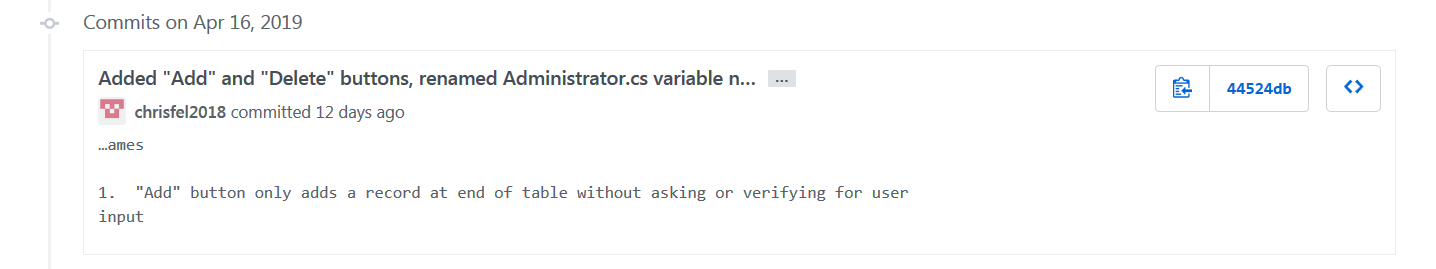 Commits on Apr 16, 2019
Added "Add" and "Delete" buttons, renamed Administrator.cs variable n... ...
44524db
chrisfel2018 committed 12 days ago
…ames
1.  "Add" button only adds a record at end of table without asking or verifying for user
input